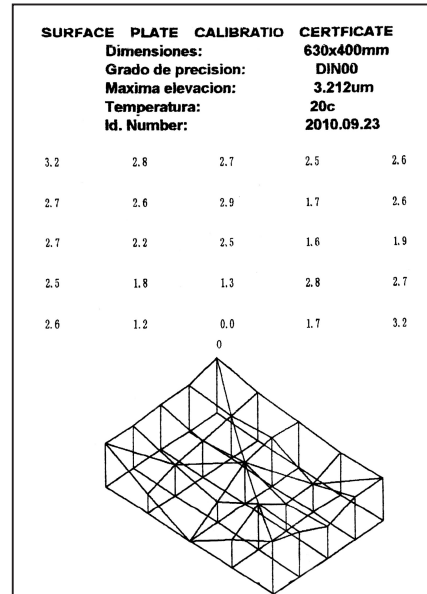 SURFACE PLATE CALIBRATIO CERTFICATE
Dimensiones: 630x400mm
Grado de precision: DIN00
Maxima elevacion: 3.212um
Temperatura: 20c
Id. Number: 2010.09.23
3.2 2.8 2.7 2.5 2.6
2.7 2.6 2.9 1.7 2.6
2.7 2.2 2.5 1.6 1.9
2.5 1.8 1.3 2.8 2.7
2.6 1.2 0.0 1.7 3.2
0